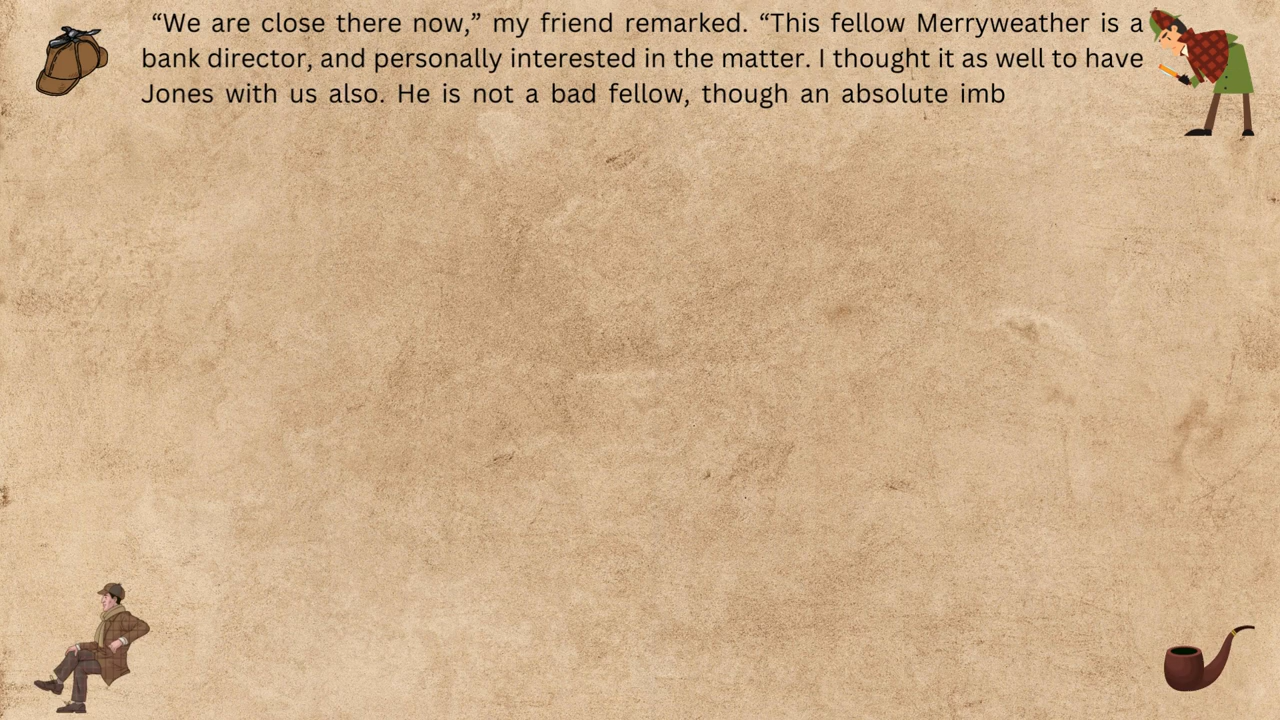 “We are close there now,” my friend remarked. “This fellow Merryweather is a
bank director, and personally interested in the matter. I thought it as well to have
Jones with us also. He is not a bad fellow, though an absolute imb